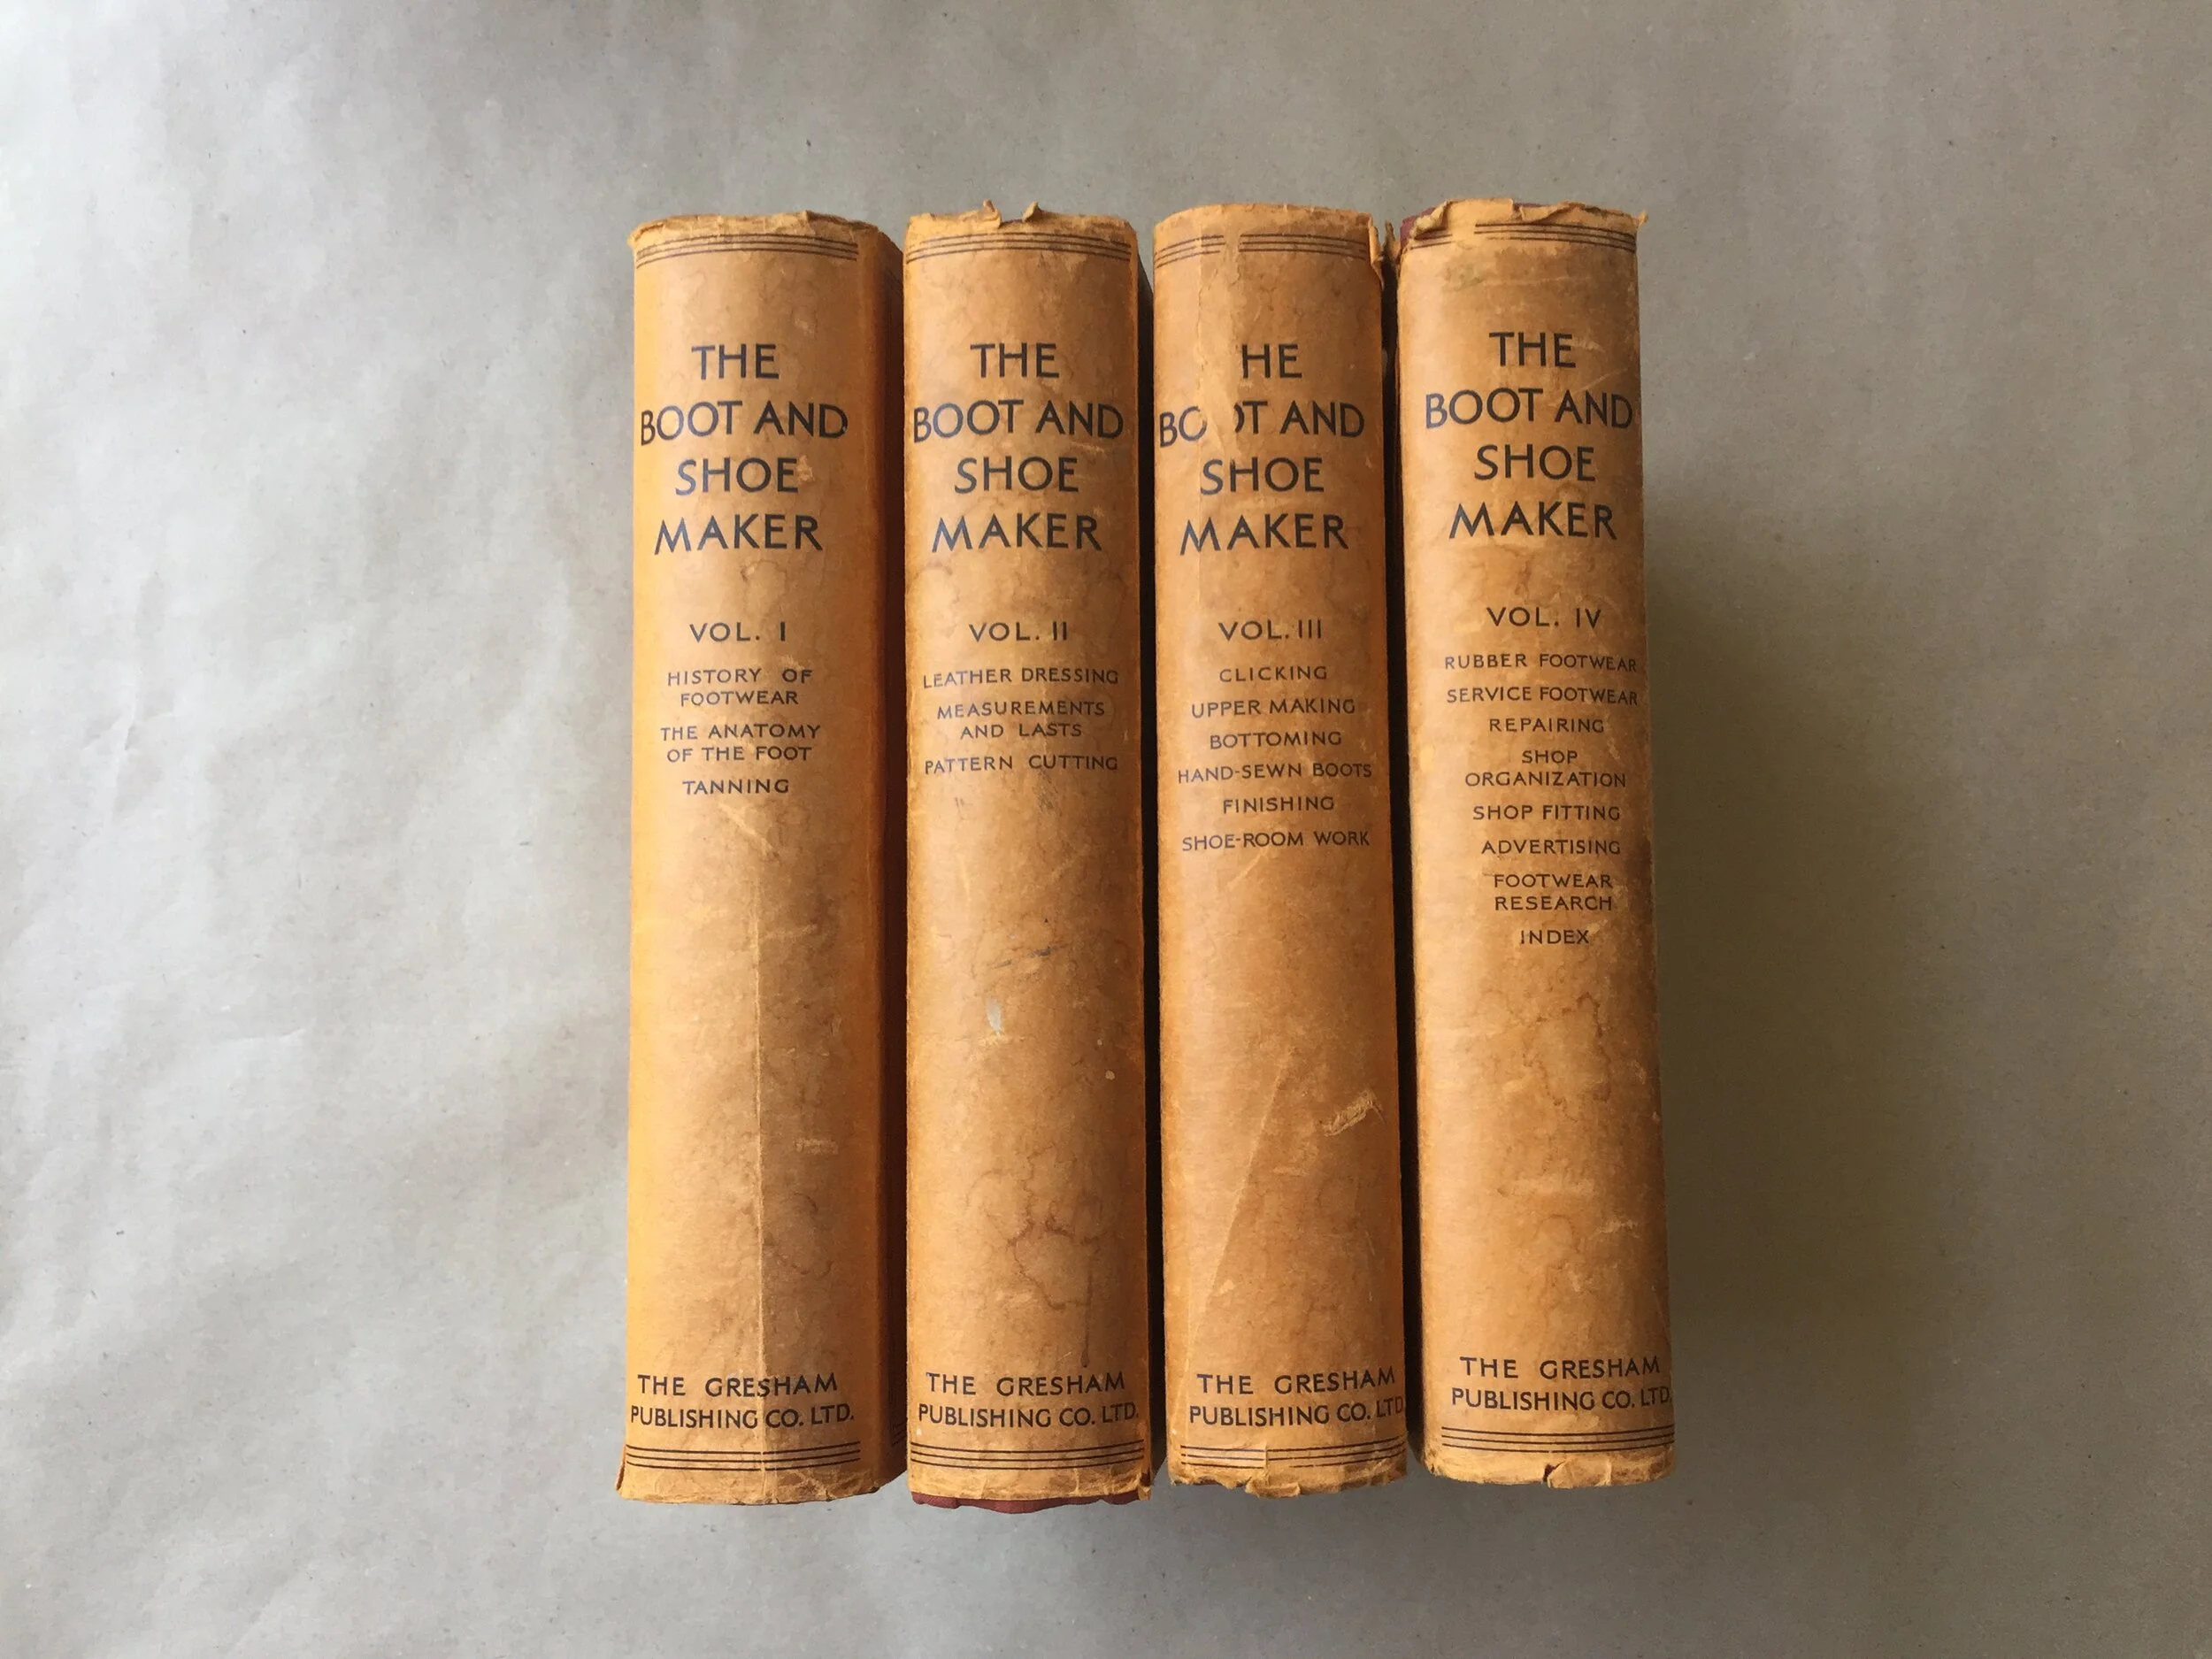 THE
BOOT AND
SHOE
MAKER
VOL. I
HISTORY OF
FOOTWEAR
THE ANATOMY
OF THE FOOT
TANNING
THE GRESHAM
PUBLISHING CO. LTD.
THE
BOOT AND
SHOE
MAKER
VOL. II
LEATHER DRESSING
MEASUREMENTS
AND LASTS
PATTERN CUTTING
THE GRESHAM
PUBLISHING CO. LTD.
HE
BO OT AND
SHOE
MAKER
VOL. III
CLICKING
UPPER MAKING
BOTTOMING
HAND-SEWN BOOTS
FINISHING
SHOE-ROOM WORK
THE GRESHAM
PUBLISHING CO. LTD
THE
BOOT AND
SHOE
MAKER
VOL. IV
RUBBER FOOTWEAR
SERVICE FOOTWEAR
REPAIRING
SHOP
ORGANIZATION
SHOP FITTING
ADVERTISING
FOOTWEAR
RESEARCH
INDEX
THE GRESHAM
PUBLISHING CO. LTD.